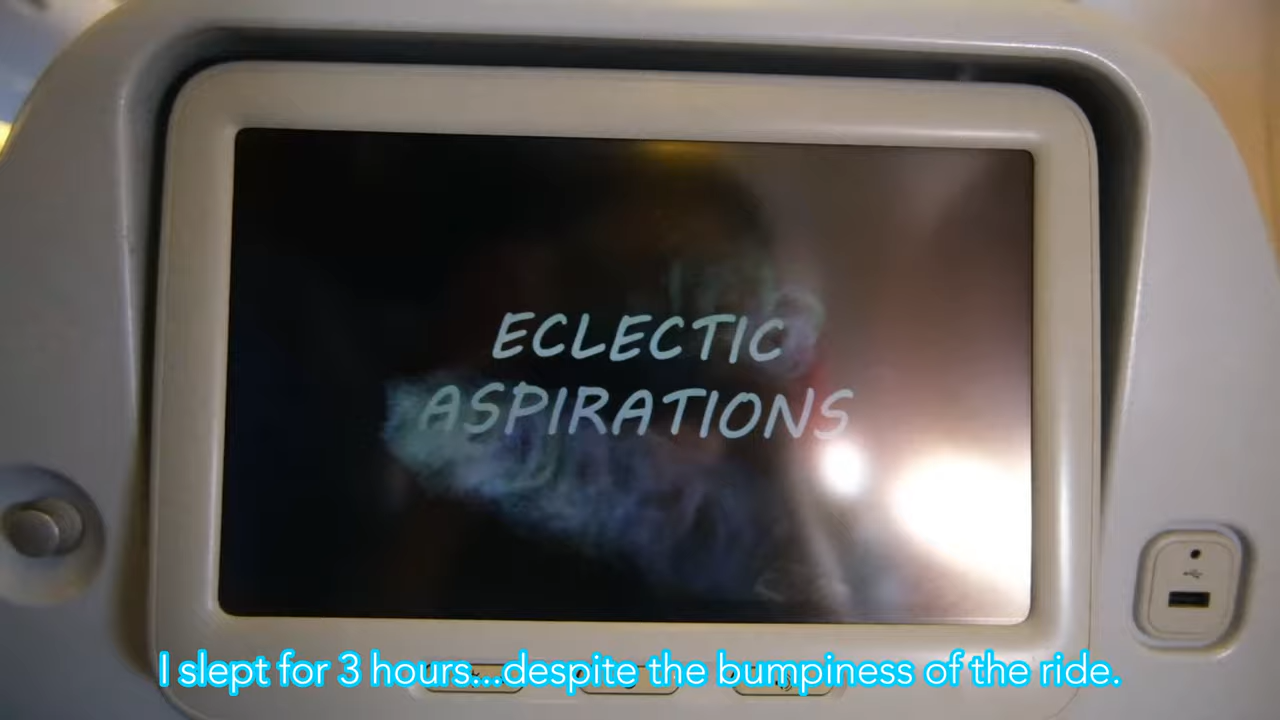 ECLECTIC
ASPIRATIONS
I slept for 3 hours...despite the bumpiness of the ride.